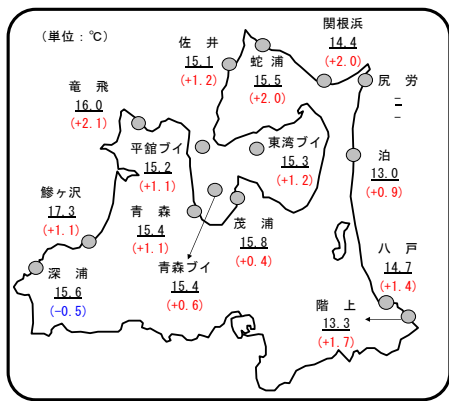 (単位：℃)
関根浜
14.4
(+2.0)
佐　井
15.1
(+1.2)
蛇　浦
15.5
(+2.0)
尻　労
－
－
竜　飛
16.0
(+2.1)
平舘ブイ
15.2
(+1.1)
東湾ブイ
15.3
(+1.2)
泊
13.0
(+0.9)
鰺ヶ沢
17.3
(+1.1)
青　森
15.4
(+1.1)
茂　浦
15.8
(+0.4)
深　浦
15.6
(-0.5)
青森ブイ
15.4
(+0.6)
八　戸
14.7
(+1.4)
階　上
13.3
(+1.7)